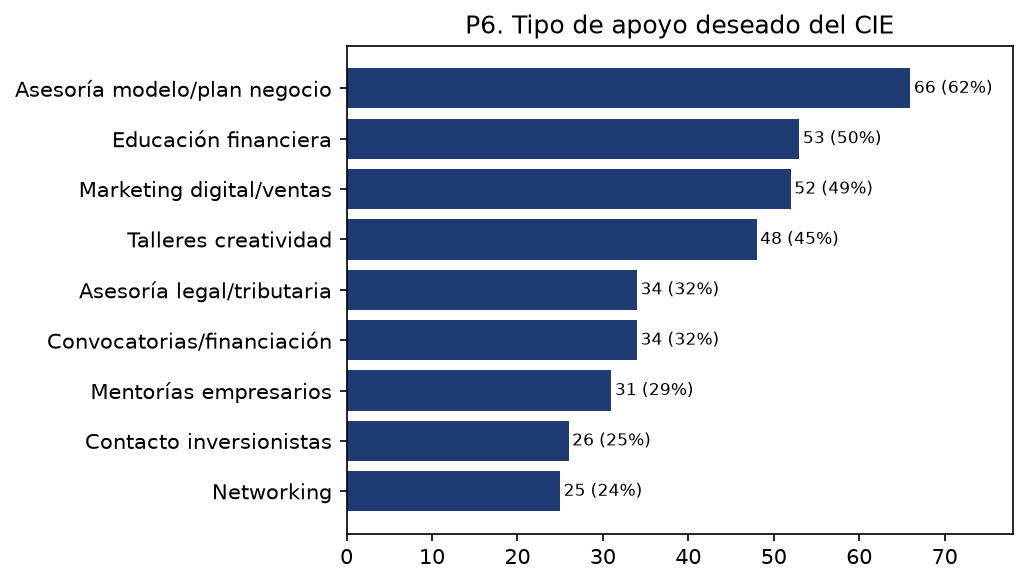 P6. Tipo de apoyo deseado del CIE
Asesoría modelo/plan negocio 66 (62%)
Educación financiera 53 (50%)
Marketing digital/ventas 52 (49%)
Talleres creatividad 48 (45%)
Asesoría legal/tributaria 34 (32%)
Convocatorias/financiación 34 (32%)
Mentorías empresarios 31 (29%)
Contacto inversionistas 26 (25%)
Networking 25 (24%)
0 10 20 30 40 50 60 70